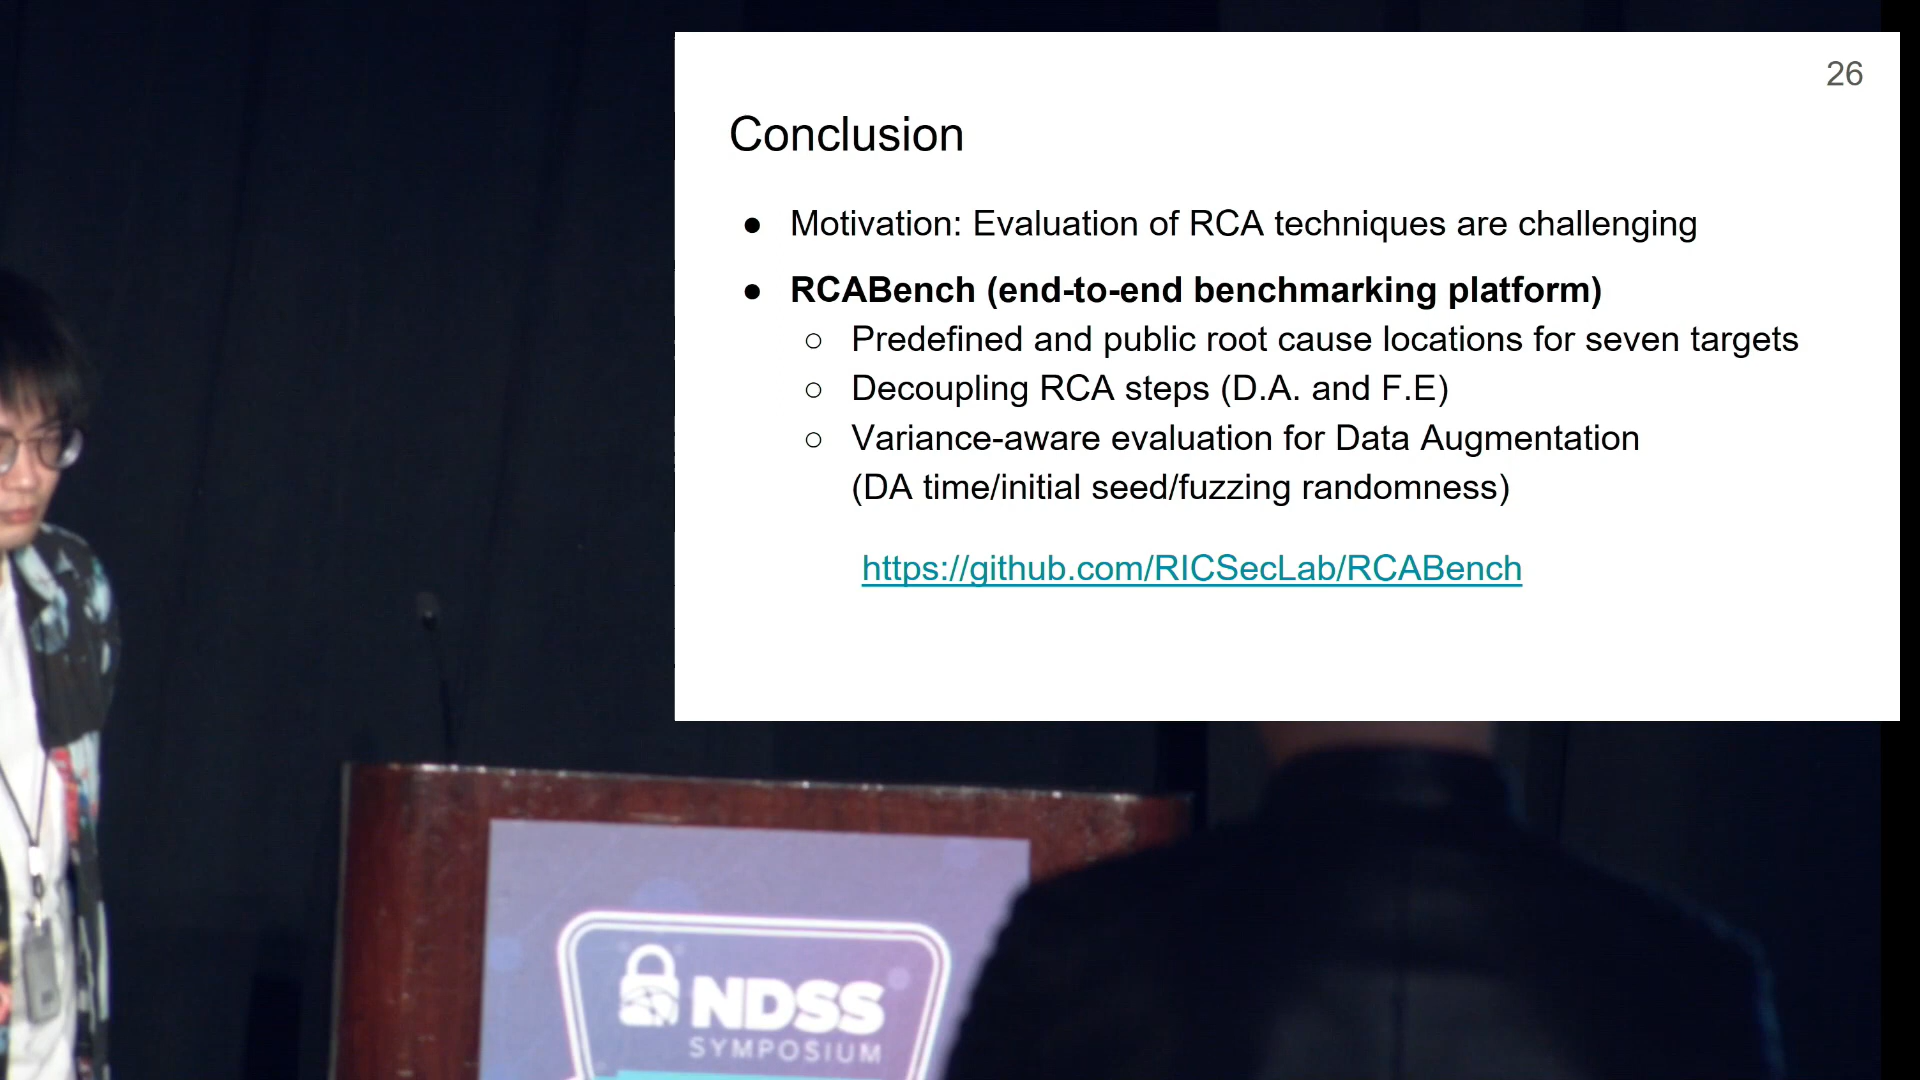 26
Conclusion
● Motivation: Evaluation of RCA techniques are challenging
● RCABench (end-to-end benchmarking platform)
○ Predefined and public root cause locations for seven targets
○ Decoupling RCA steps (D.A. and F.E)
○ Variance-aware evaluation for Data Augmentation
(DA time/initial seed/fuzzing randomness)
https://github.com/RICSecLab/RCABench
NDSS
SYMPOSIUM